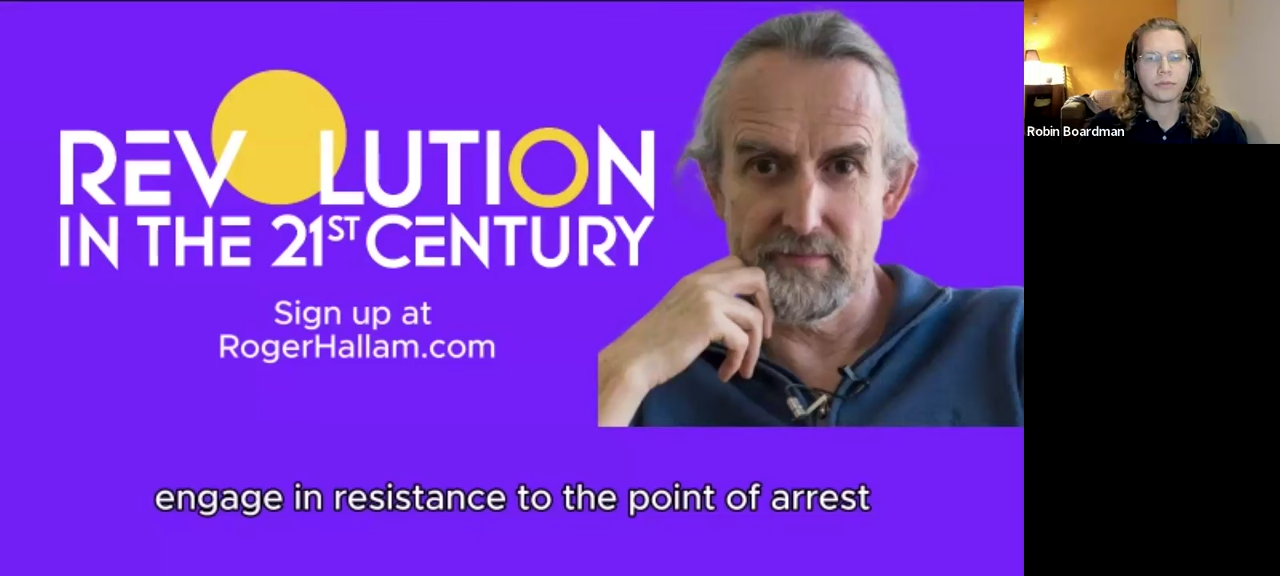 REVOLUTION
IN THE 21ST CENTURY
Sign up at
RogerHallam.com
engage in resistance to the point of arrest
Robin Boardman